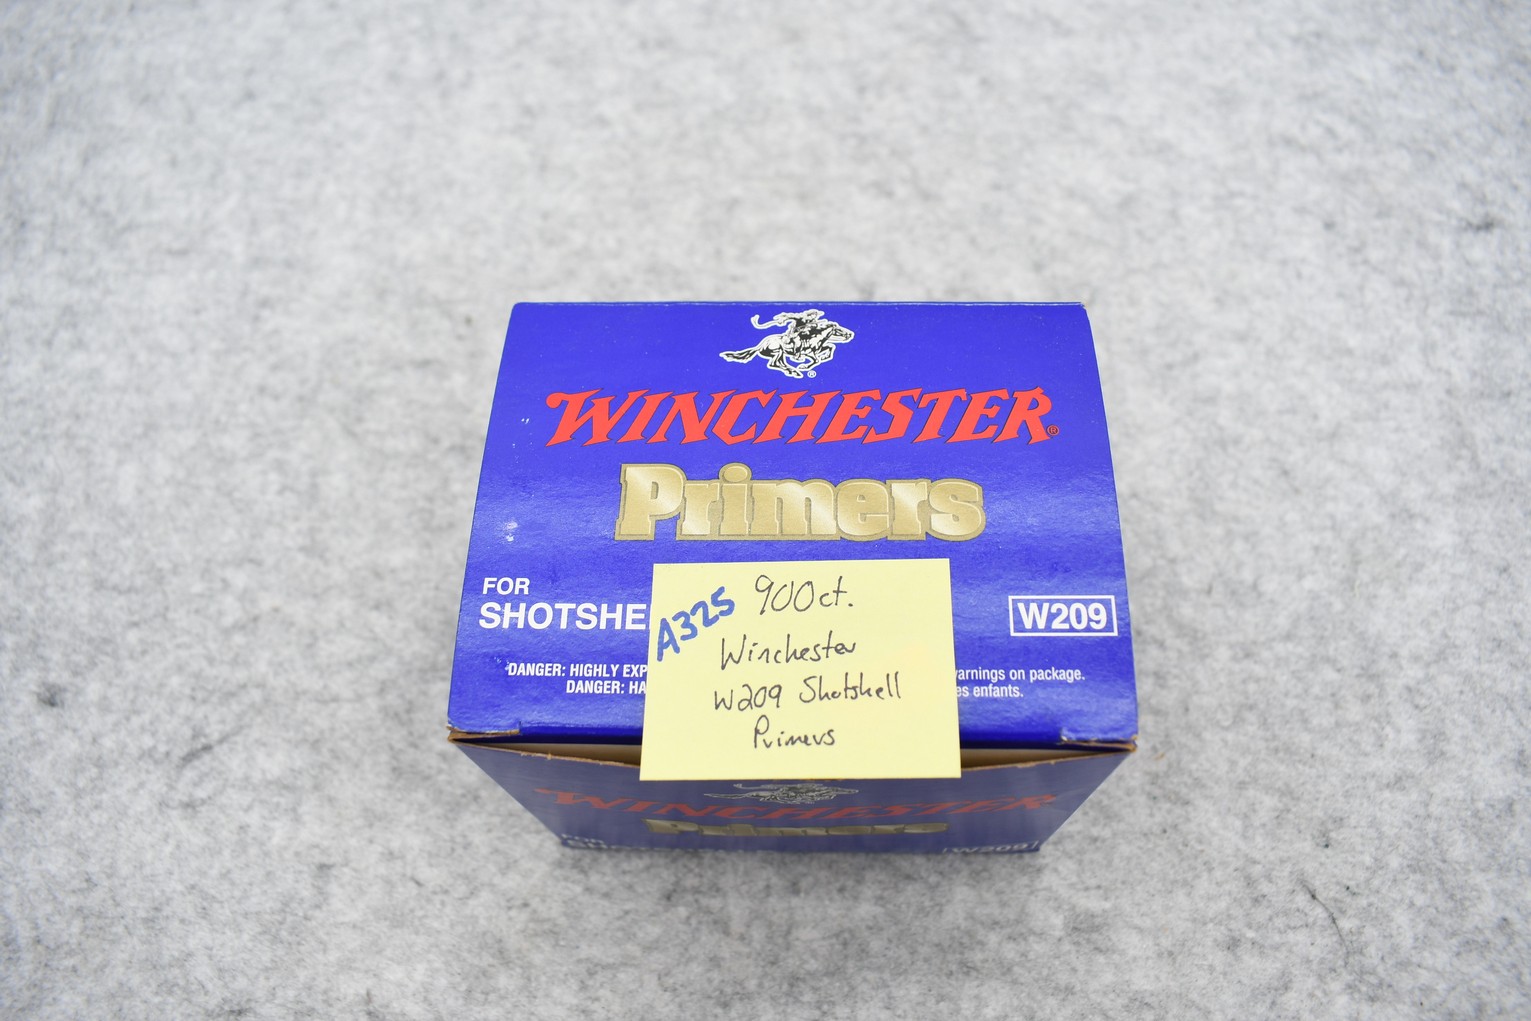 WINCHESTER®
Primers
FOR
SHOTSHE
W209
DANGER: HIGHLY EXP
warnings on package.
DANGER: HA
es enfants.
A325
900ct.
Winchester
W209 Shotshell
Primers
WINCHESTER
Primers
W209